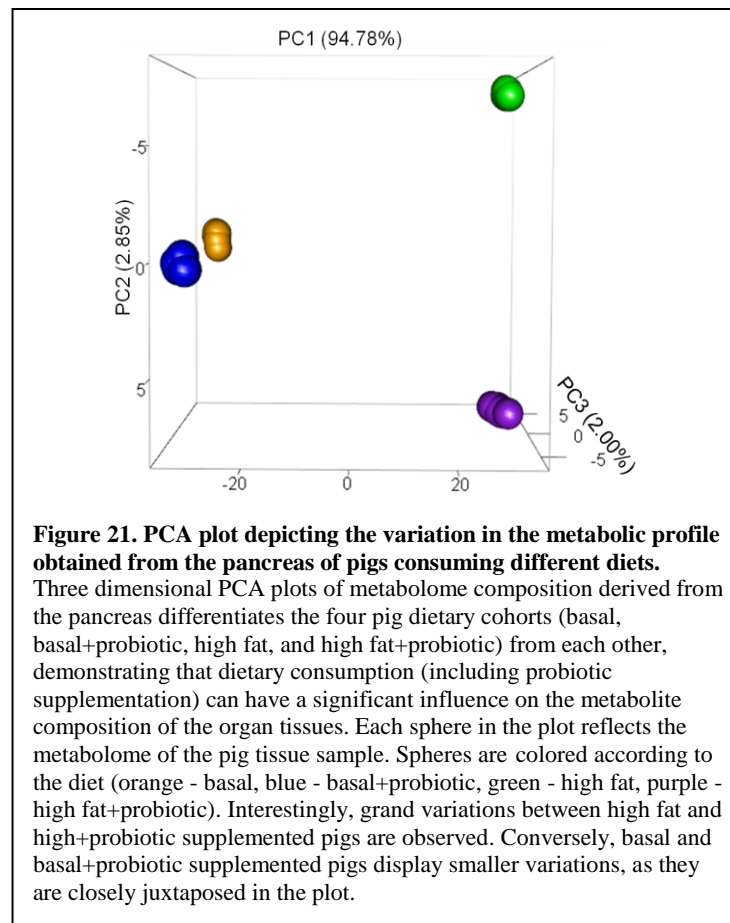 PC1 (94.78%)
-5
PC2 (2.85%)
0
5
PC3 (2.00%)
5
0
-5
-20
0
20
Figure 21. PCA plot depicting the variation in the metabolic profile
obtained from the pancreas of pigs consuming different diets.
Three dimensional PCA plots of metabolome composition derived from
the pancreas differentiates the four pig dietary cohorts (basal,
basal+probiotic, high fat, and high fat+probiotic) from each other,
demonstrating that dietary consumption (including probiotic
supplementation) can have a significant influence on the metabolite
composition of the organ tissues. Each sphere in the plot reflects the
metabolome of the pig tissue sample. Spheres are colored according to
the diet (orange - basal, blue - basal+probiotic, green - high fat, purple -
high fat+probiotic). Interestingly, grand variations between high fat and
high+probiotic supplemented pigs are observed. Conversely, basal and
basal+probiotic supplemented pigs display smaller variations, as they
are closely juxtaposed in the plot.